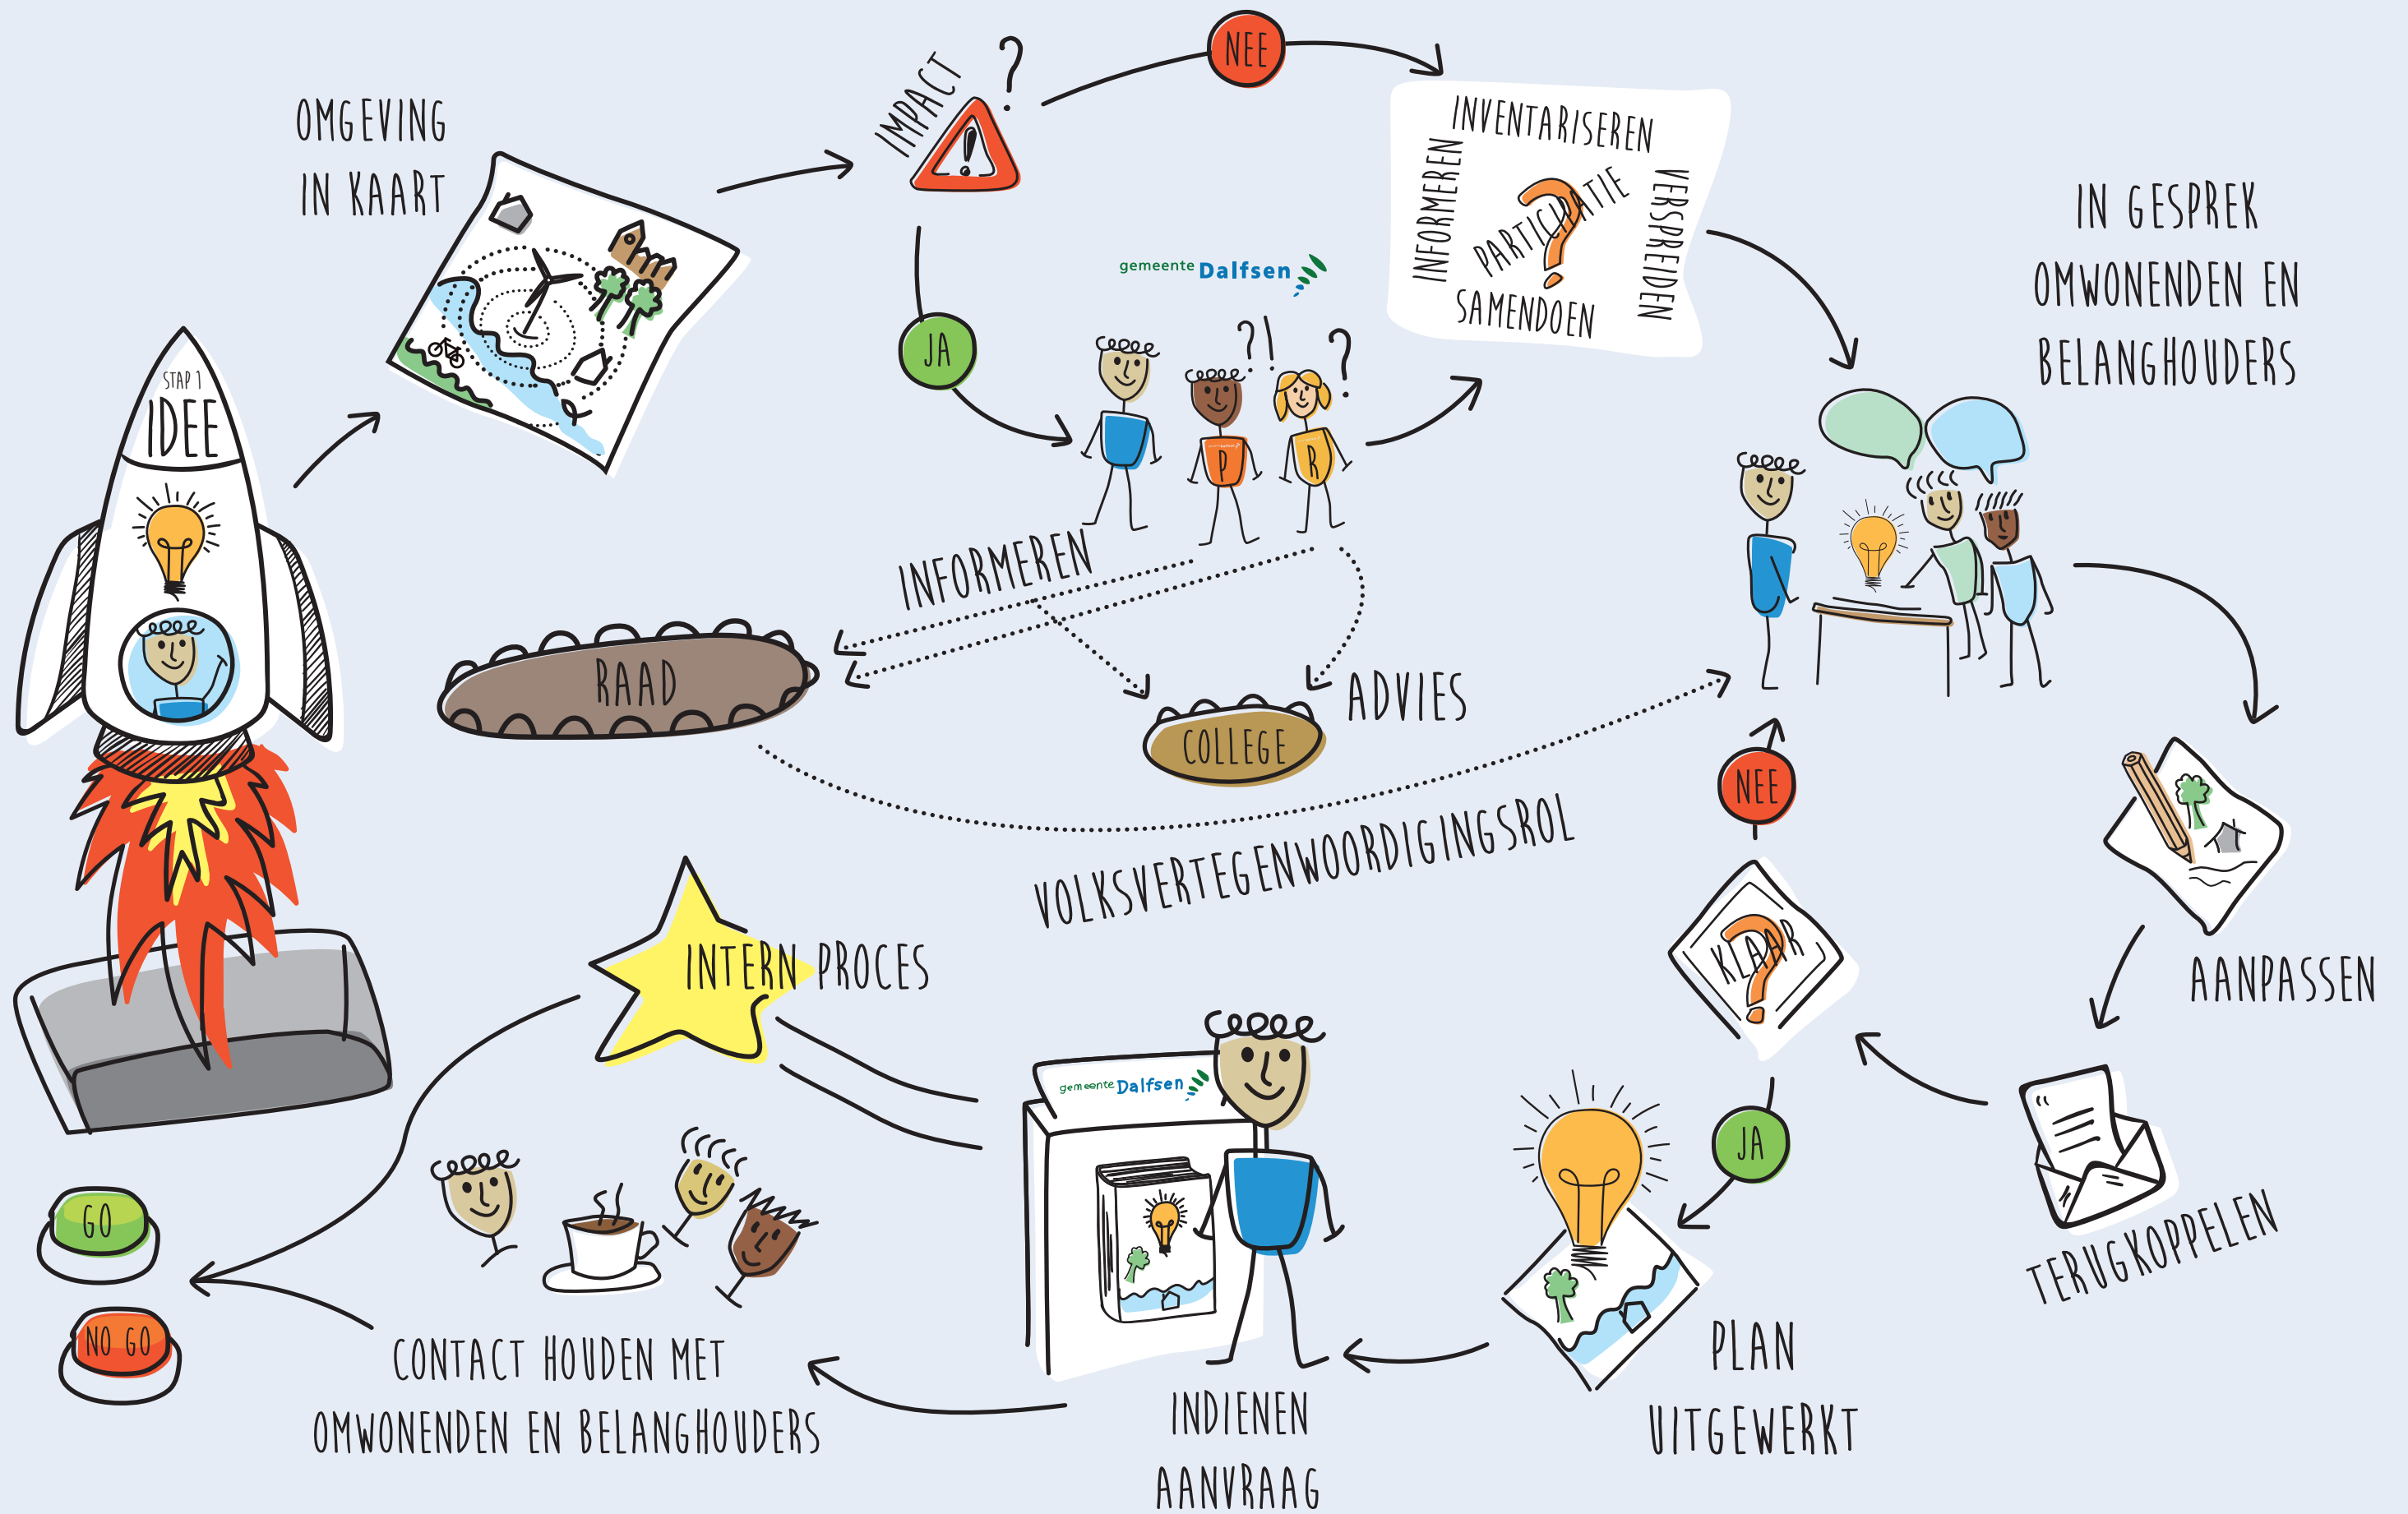 STAP 1
IDEE
OMGEVING
IN KAART
IMPACT
?
NEE
JA
gemeente Dalfsen
? !
?
P
R
INVENTARISEREN
INFORMEREN
PARTICIPATIE
?
VERSPREIDEN
SAMENDOEN
IN GESPREK
OMWONENDEN EN
BELANGHOUDERS
INFORMEREN
RAAD
COLLEGE
ADVIES
VOLKSVERTEGENWOORDIGINGSROL
AANPASSEN
TERUGKOPPELEN
NEE
KLAAR
?
JA
PLAN
UITGEWERKT
gemeente Dalfsen
INDIENEN
AANVRAAG
INTERN PROCES
CONTACT HOUDEN MET
OMWONENDEN EN BELANGHOUDERS
GO
NO GO